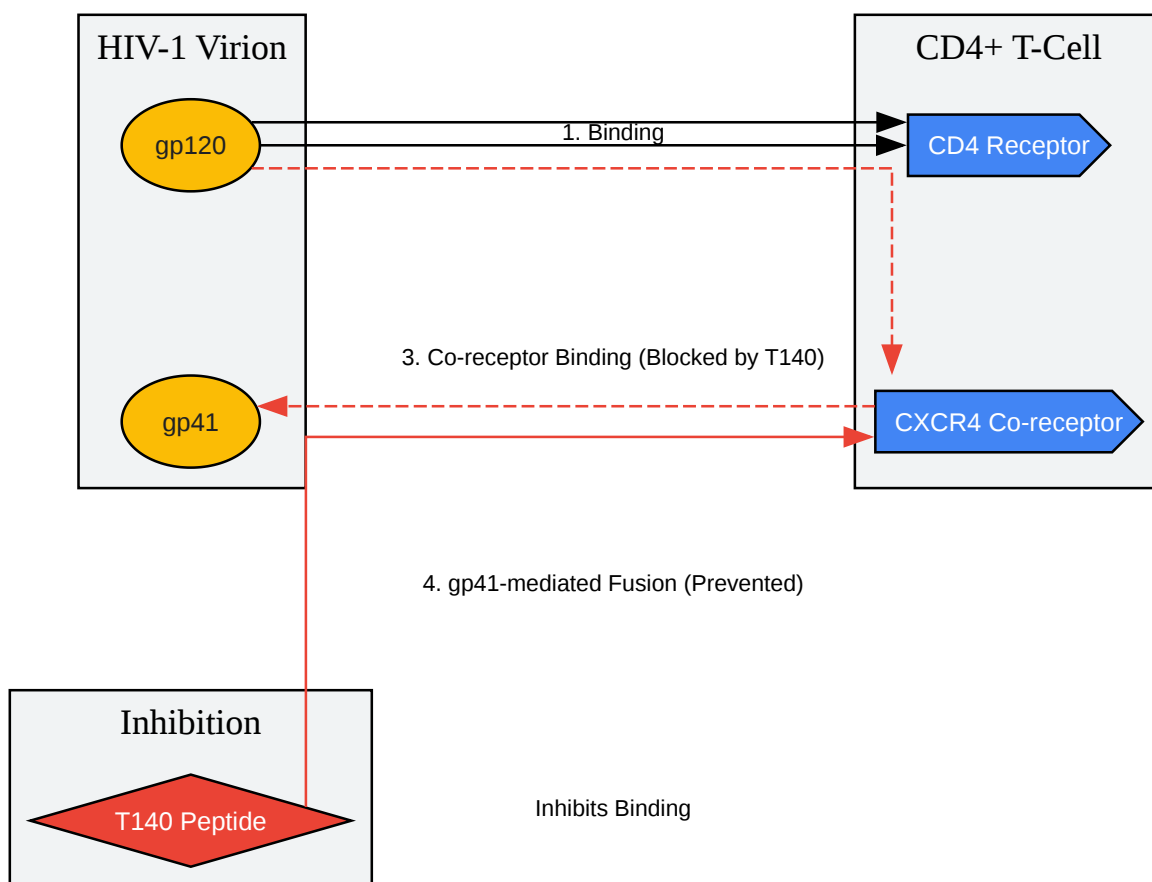 HIV-1 Virion
CD4+ T-Cell
gp120
1. Binding
CD4 Receptor
3. Co-receptor Binding (Blocked by T140)
gp41
CXCR4 Co-receptor
4. gp41-mediated Fusion (Prevented)
Inhibition
T140 Peptide
Inhibits Binding